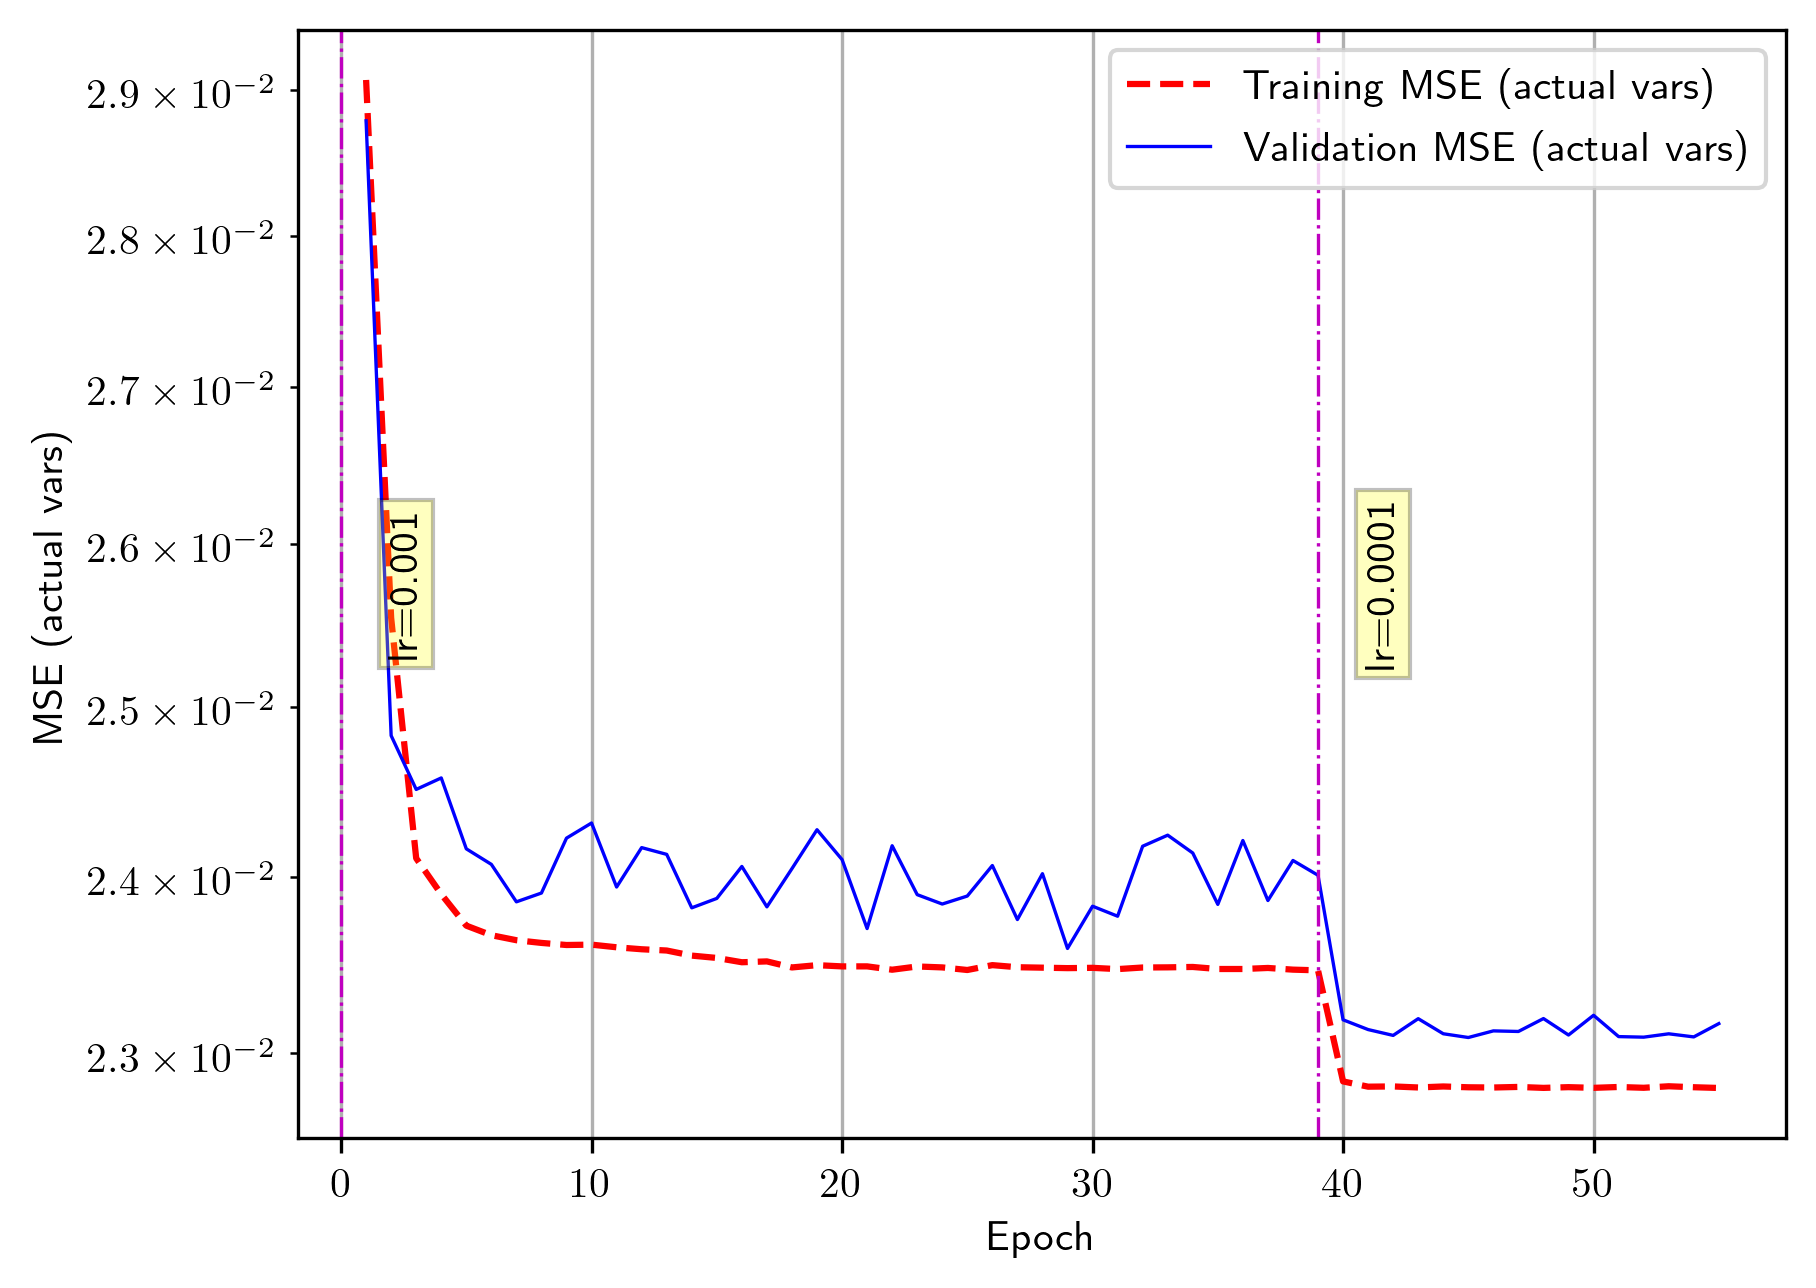 2.9 × 10⁻²
2.8 × 10⁻²
2.7 × 10⁻²
2.6 × 10⁻²
2.5 × 10⁻²
2.4 × 10⁻²
2.3 × 10⁻²
MSE (actual vars)
Training MSE (actual vars)
Validation MSE (actual vars)
lr=0.001
lr=0.0001
0 10 20 30 40 50
Epoch